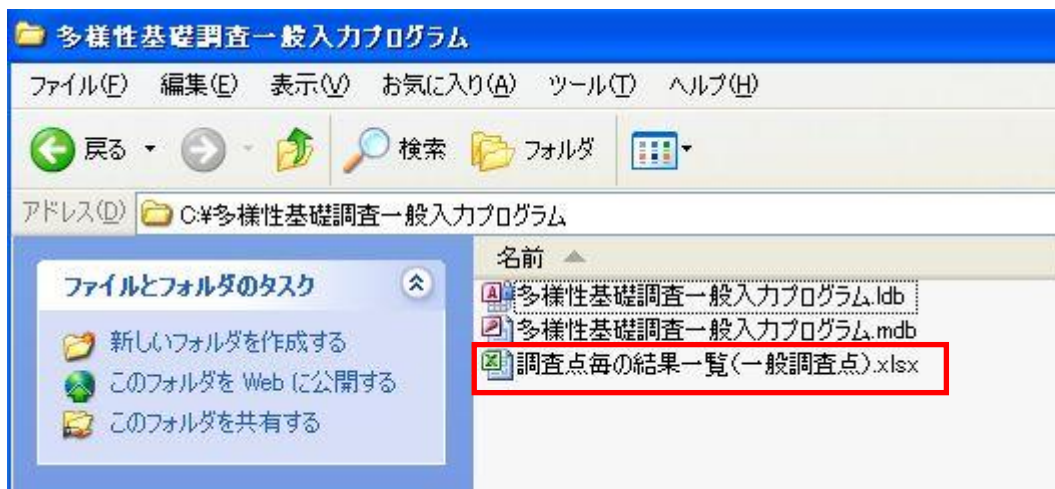 多様性基礎調査一般入力プログラム
ファイル(F) 編集(E) 表示(V) お気に入り(A) ツール(T) ヘルプ(H)
戻る 検索 フォルダ
アドレス(D) C:¥多様性基礎調査一般入力プログラム
名前
ファイルとフォルダのタスク
多様性基礎調査一般入力プログラム.ldb
多様性基礎調査一般入力プログラム.mdb
調査点毎の結果一覧(一般調査点).xlsx
新しいフォルダを作成する
このフォルダを Web に公開する
このフォルダを共有する